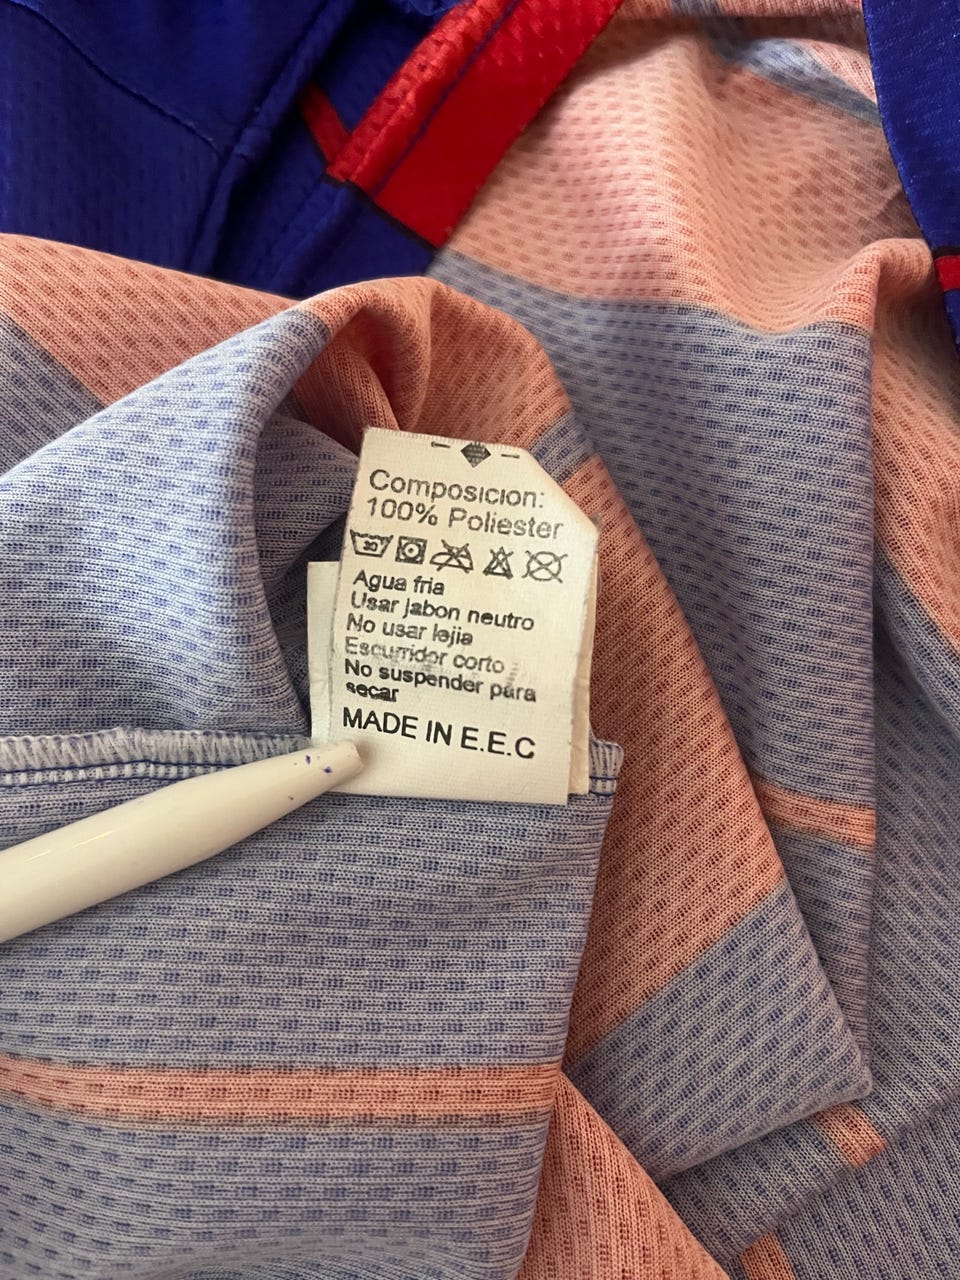 Composicion:
100% Poliester
30
Agua fria
Usar jabon neutro
No usar lejia
Escurridor corto
No suspender para
secar
MADE IN E.E.C